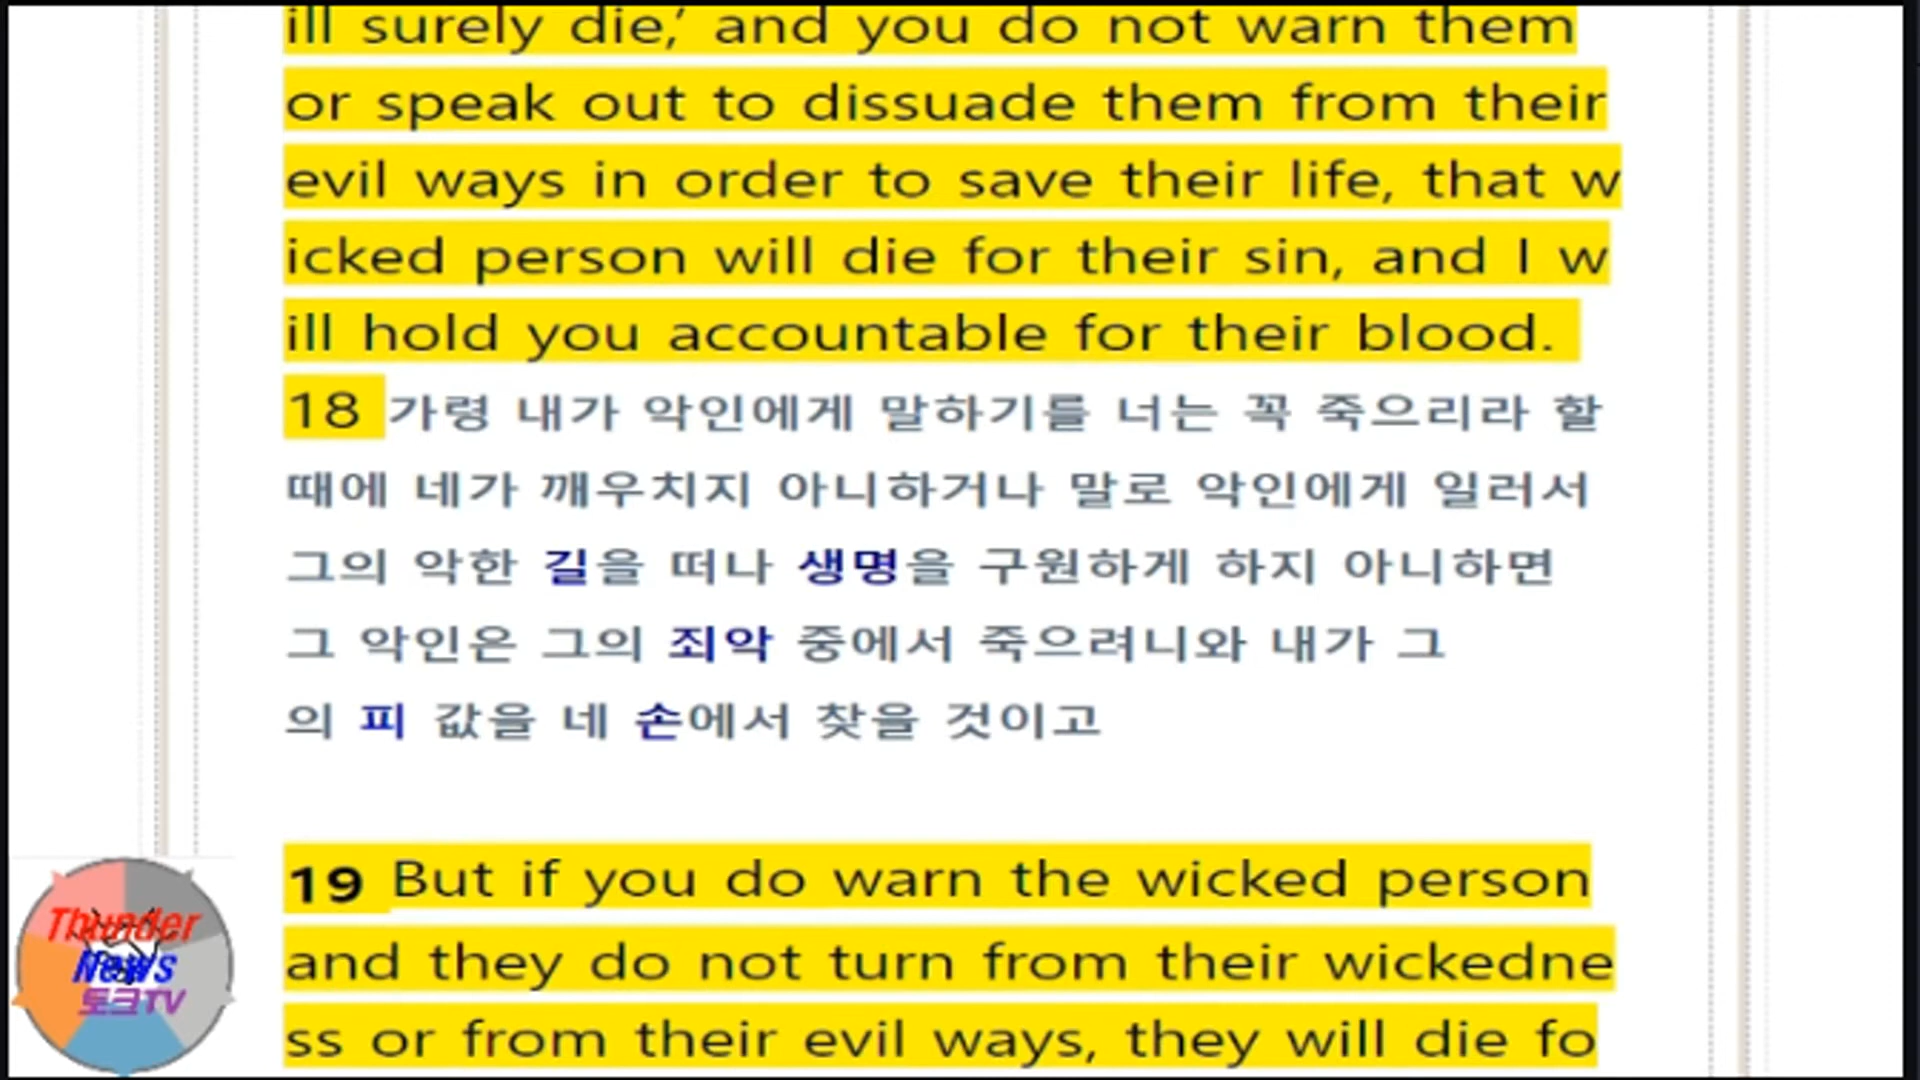 ill surely die,’ and you do not warn them
or speak out to dissuade them from their
evil ways in order to save their life, that w
icked person will die for their sin, and I w
ill hold you accountable for their blood.
18 가령 내가 악인에게 말하기를 너는 꼭 죽으리라 할
때에 네가 깨우치지 아니하거나 말로 악인에게 일러서
그의 악한 길을 떠나 생명을 구원하게 하지 아니하면
그 악인은 그의 죄악 중에서 죽으려니와 내가 그
의 피 값을 네 손에서 찾을 것이고
19 But if you do warn the wicked person
and they do not turn from their wickedne
ss or from their evil ways, they will die fo
Thunder
News
토크TV